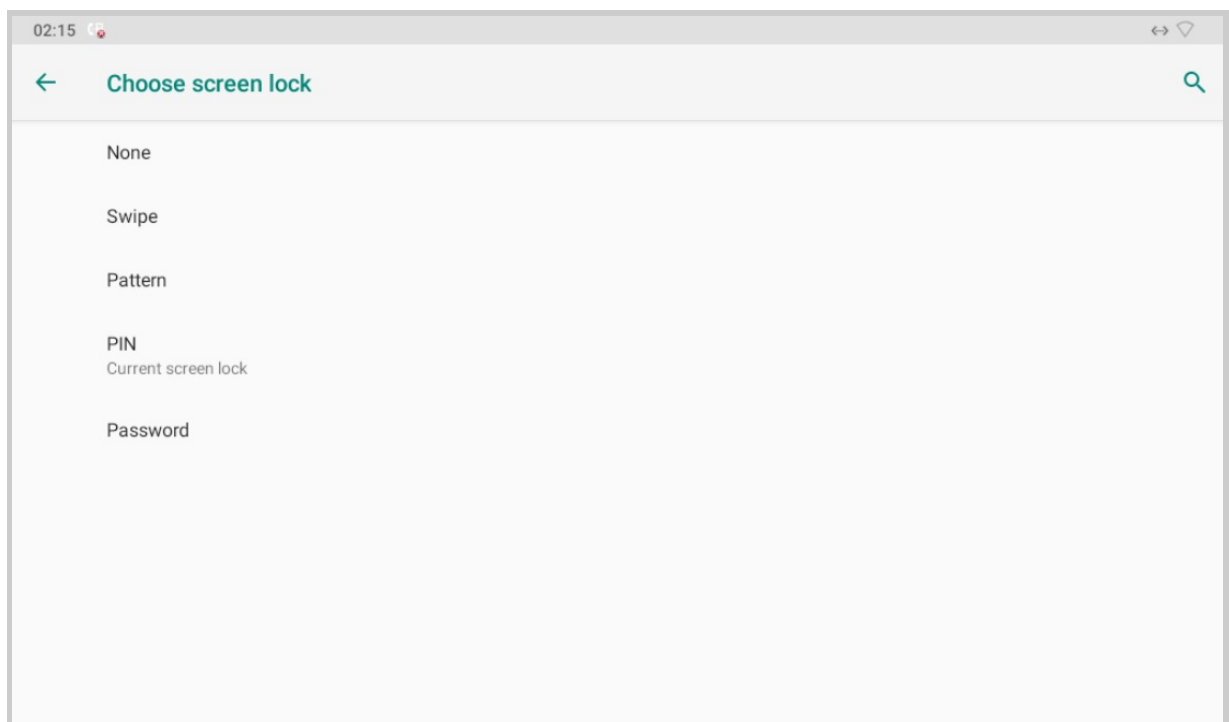 02:15
Choose screen lock
None
Swipe
Pattern
PIN
Current screen lock
Password